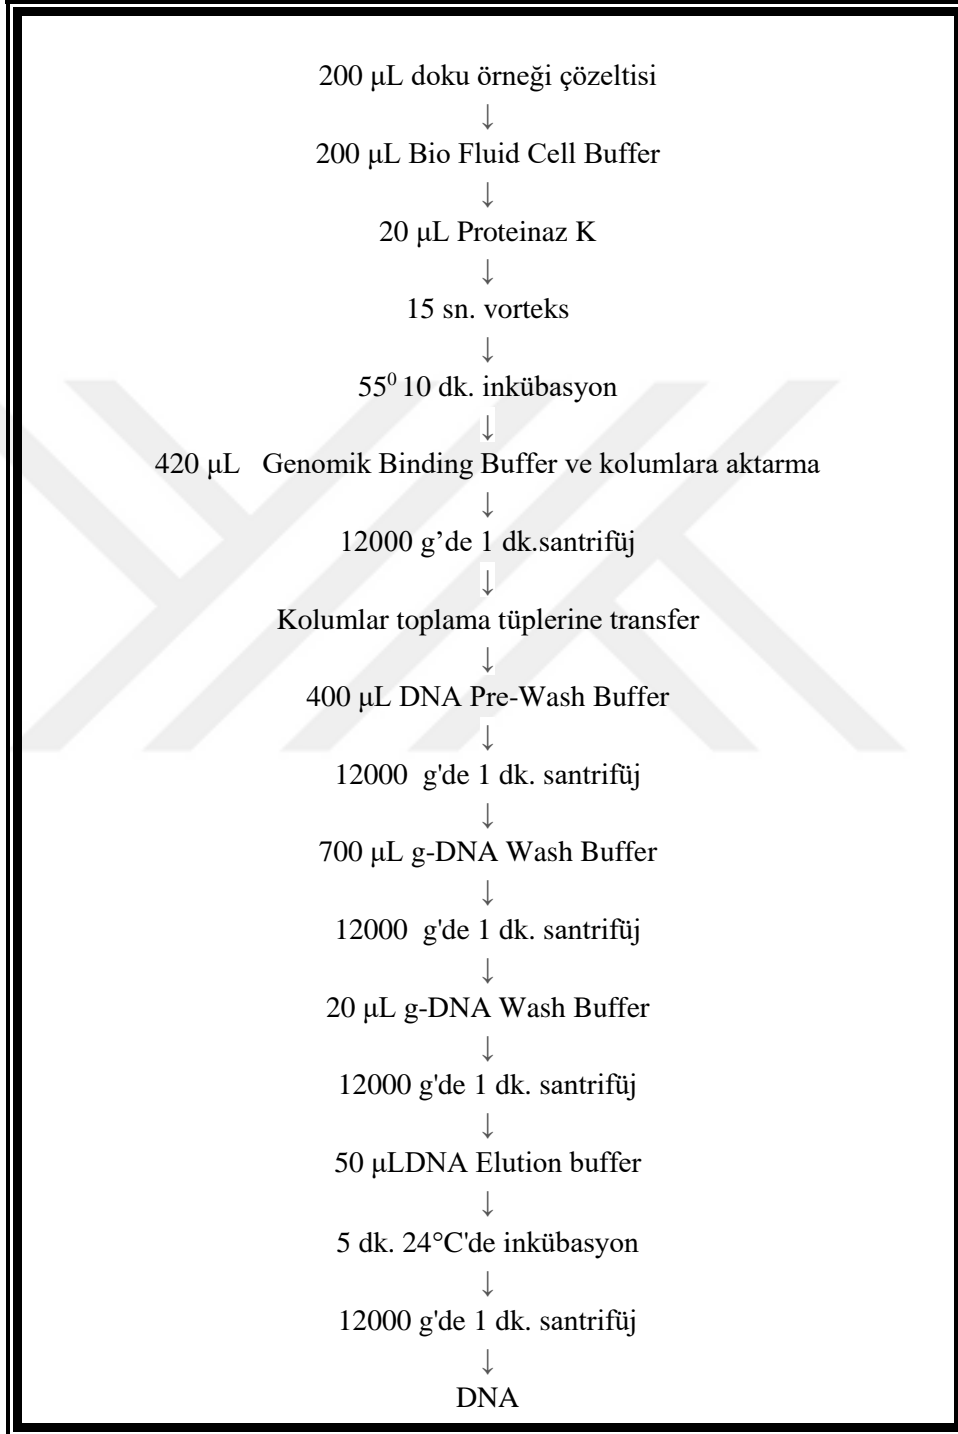 200 µL doku örneği çözeltisi
↓
200 µL Bio Fluid Cell Buffer
↓
20 µL Proteinaz K
↓
15 sn. vorteks
↓
55⁰ 10 dk. inkübasyon
↓
420 µL   Genomik Binding Buffer ve kolumlara aktarma
↓
12000 g’de 1 dk.santrifüj
↓
Kolumlar toplama tüplerine transfer
↓
400 µL DNA Pre-Wash Buffer
↓
12000  g'de 1 dk. santrifüj
↓
700 µL g-DNA Wash Buffer
↓
12000  g'de 1 dk. santrifüj
↓
20 µL g-DNA Wash Buffer
↓
12000 g'de 1 dk. santrifüj
↓
50 µLDNA Elution buffer
↓
5 dk. 24°C'de inkübasyon
↓
12000 g'de 1 dk. santrifüj
↓
DNA